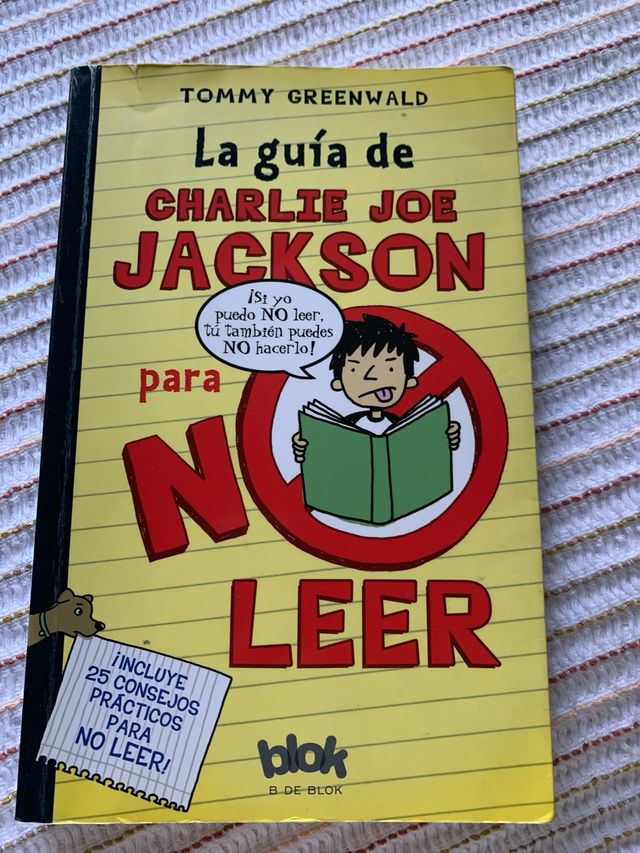 TOMMY GREENWALD
La guía de
CHARLIE JOE
JACKSON
¡Si yo
puedo NO leer,
tú también puedes
NO hacerlo!
para
NO
LEER
¡INCLUYE
25 CONSEJOS
PRÁCTICOS
PARA
NO LEER!
blok
B DE BLOK